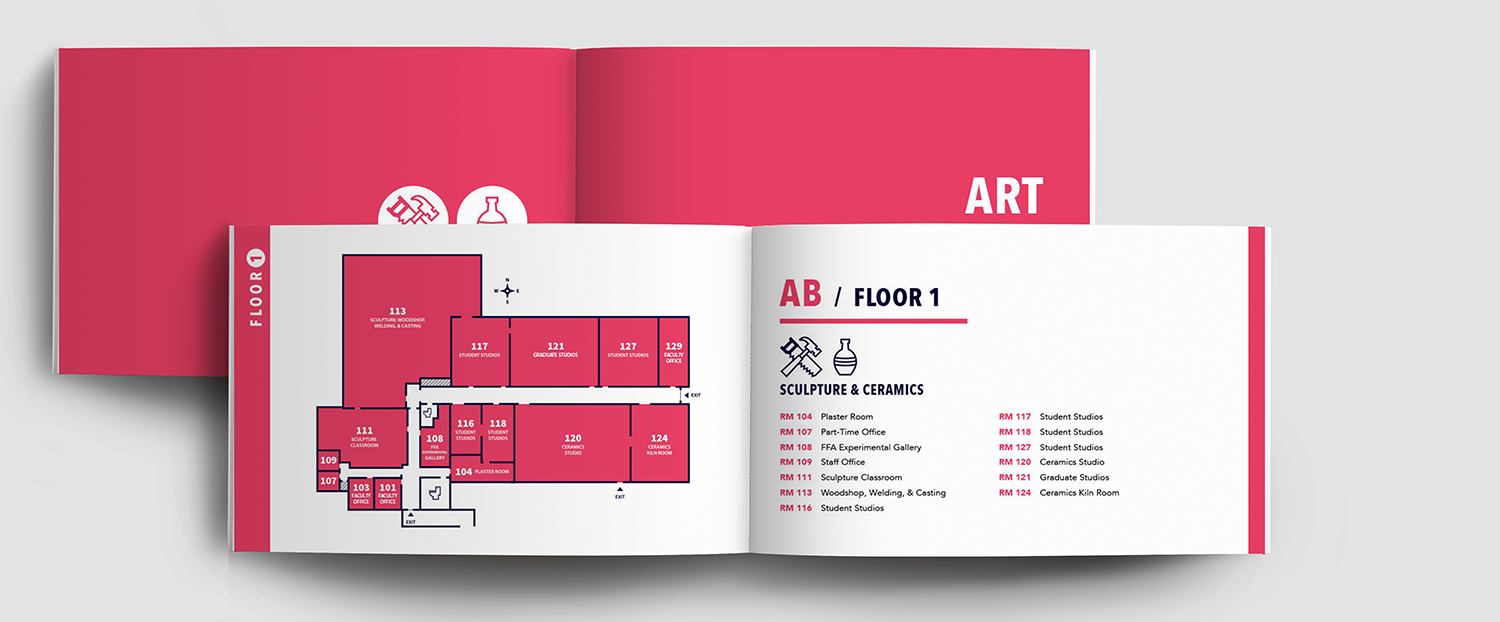 ART
FLOOR 1
113
SCULPTURE: WOODSHOP,
WELDING, & CASTING
N
W E
S
117
STUDENT STUDIOS
121
GRADUATE STUDIOS
127
STUDENT STUDIOS
129
FACULTY
OFFICE
EXIT
111
SCULPTURE
CLASSROOM
108
FFA
EXPERIMENTAL
GALLERY
116
STUDENT
STUDIOS
118
STUDENT
STUDIOS
120
CERAMICS
STUDIO
124
CERAMICS
KILN ROOM
109
107
104 PLASTER ROOM
103
FACULTY
OFFICE
101
FACULTY
OFFICE
EXIT
EXIT
AB / FLOOR 1
SCULPTURE & CERAMICS
RM 104 Plaster Room
RM 107 Part-Time Office
RM 108 FFA Experimental Gallery
RM 109 Staff Office
RM 111 Sculpture Classroom
RM 113 Woodshop, Welding, & Casting
RM 116 Student Studios
RM 117 Student Studios
RM 118 Student Studios
RM 127 Student Studios
RM 120 Ceramics Studio
RM 121 Graduate Studios
RM 124 Ceramics Kiln Room